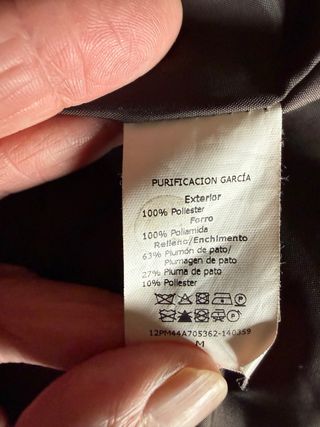 PURIFICACION GARCÍA
Exterior
100% Poliester
Forro
100% Poliamida
Relleno/Enchimento
63% Plumón de pato/
Plumagen de pato
27% Pluma de pato
10% Poliester
12PM44A705362-140359
M